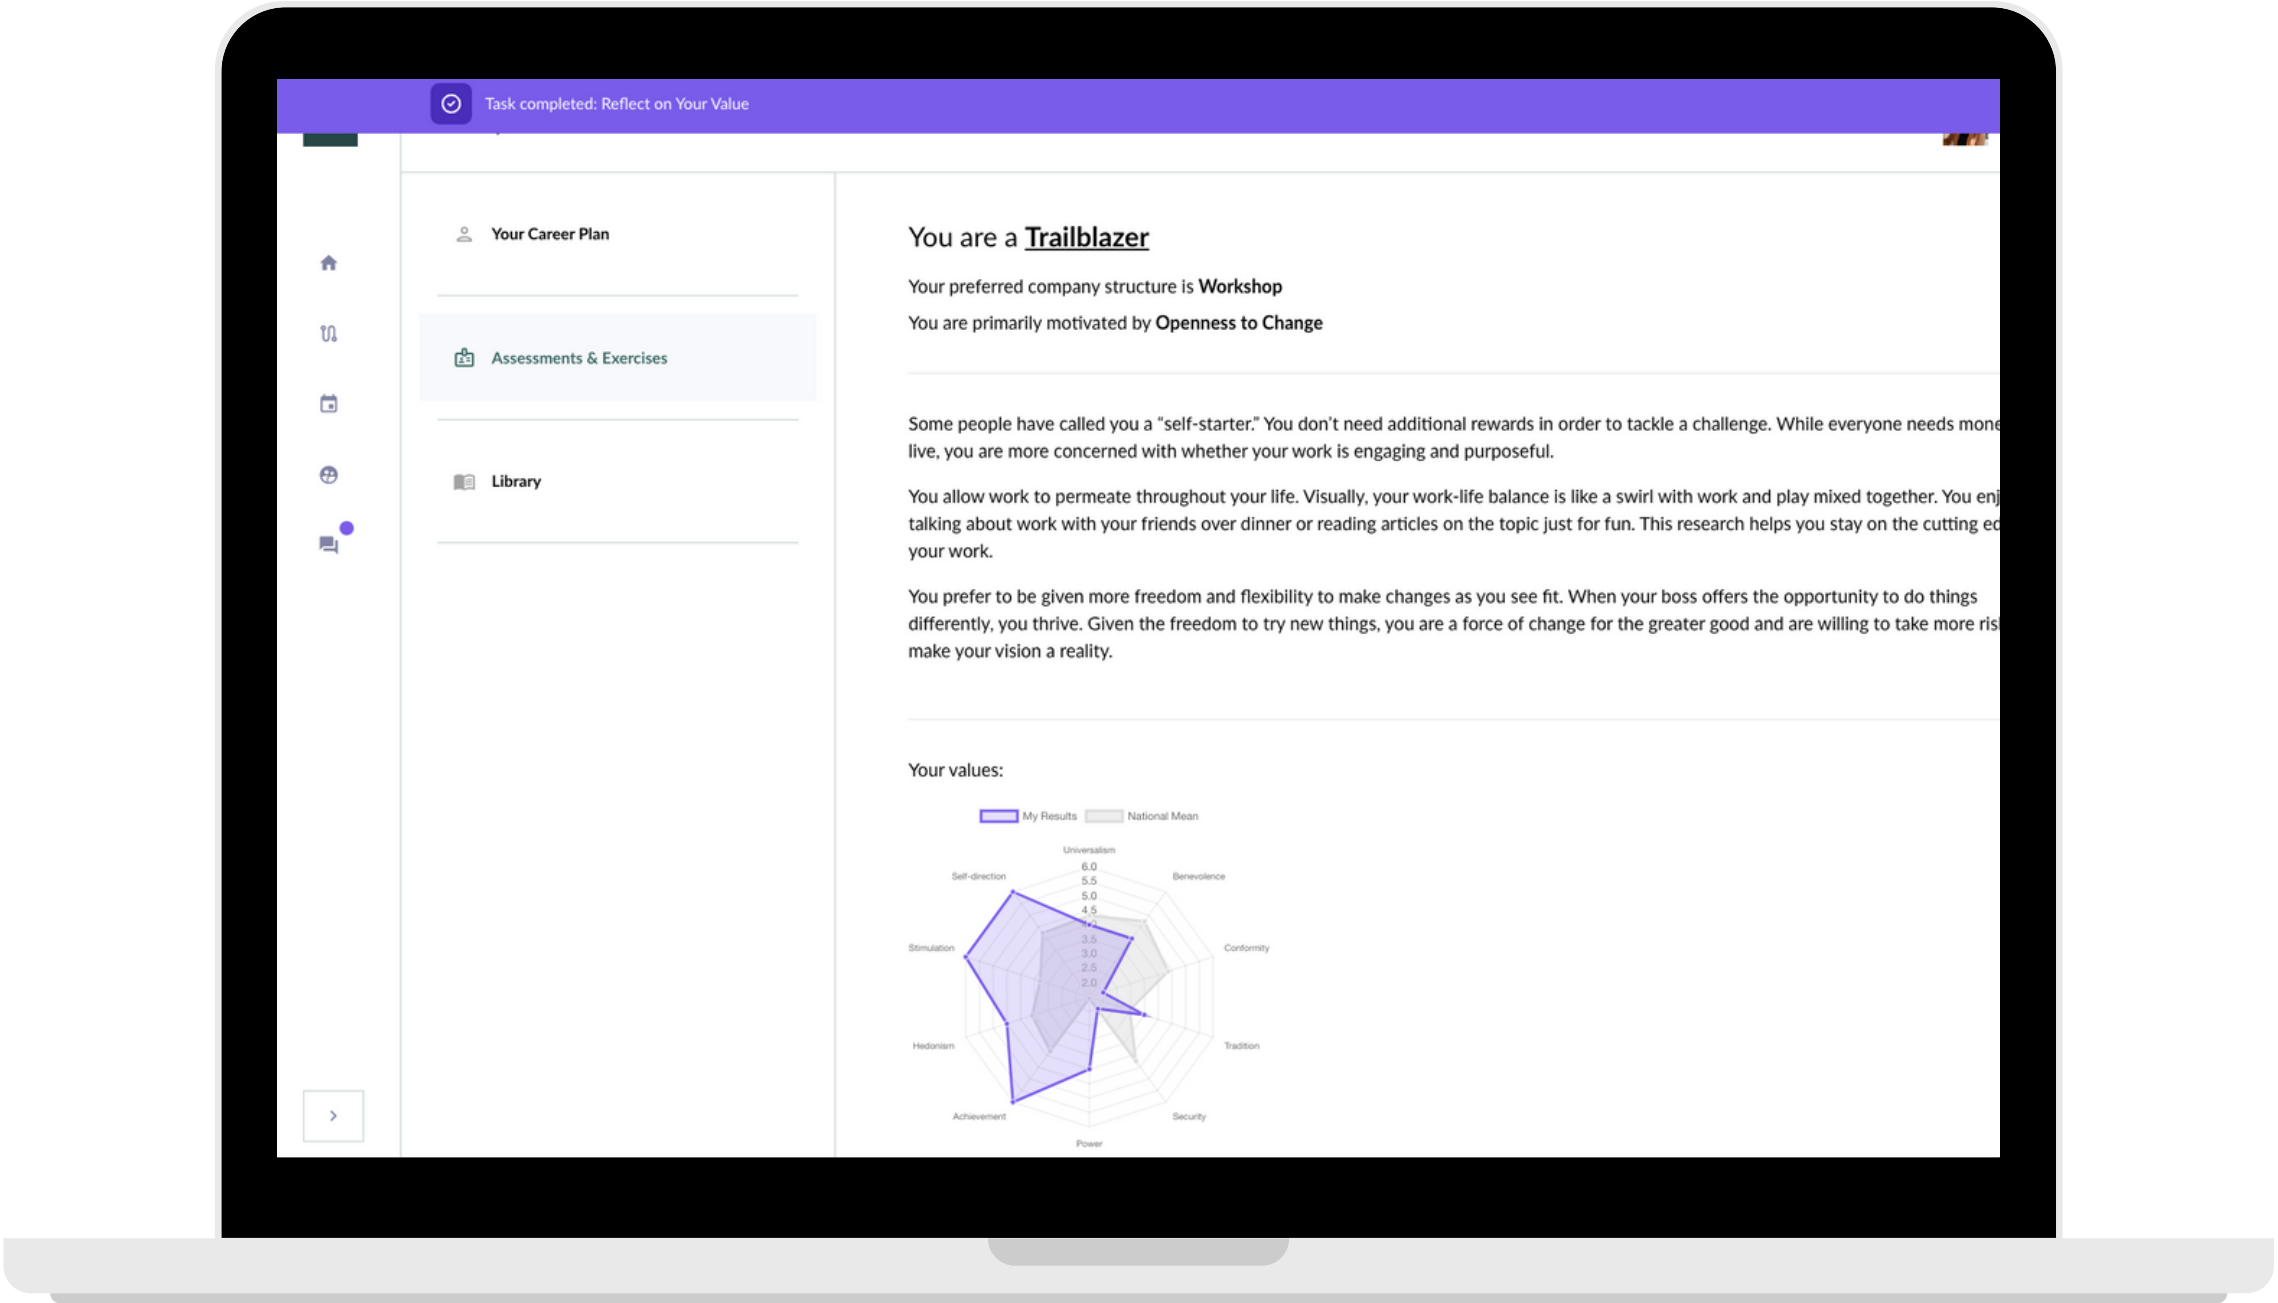 Task completed: Reflect on Your Value
Your Career Plan
Assessments & Exercises
Library
You are a Trailblazer
Your preferred company structure is Workshop
You are primarily motivated by Openness to Change
Some people have called you a “self-starter.” You don’t need additional rewards in order to tackle a challenge. While everyone needs mone
live, you are more concerned with whether your work is engaging and purposeful.
You allow work to permeate throughout your life. Visually, your work-life balance is like a swirl with work and play mixed together. You enj
talking about work with your friends over dinner or reading articles on the topic just for fun. This research helps you stay on the cutting ed
your work.
You prefer to be given more freedom and flexibility to make changes as you see fit. When your boss offers the opportunity to do things
differently, you thrive. Given the freedom to try new things, you are a force of change for the greater good and are willing to take more ris
make your vision a reality.
Your values:
My Results National Mean
Universalism
6.0
Self-direction
Benevolence
5.5
5.0
4.5
3.5
Stimulation
Conformity
3.0
2.5
2.0
Hedonism
Tradition
Achievement
Security
Power